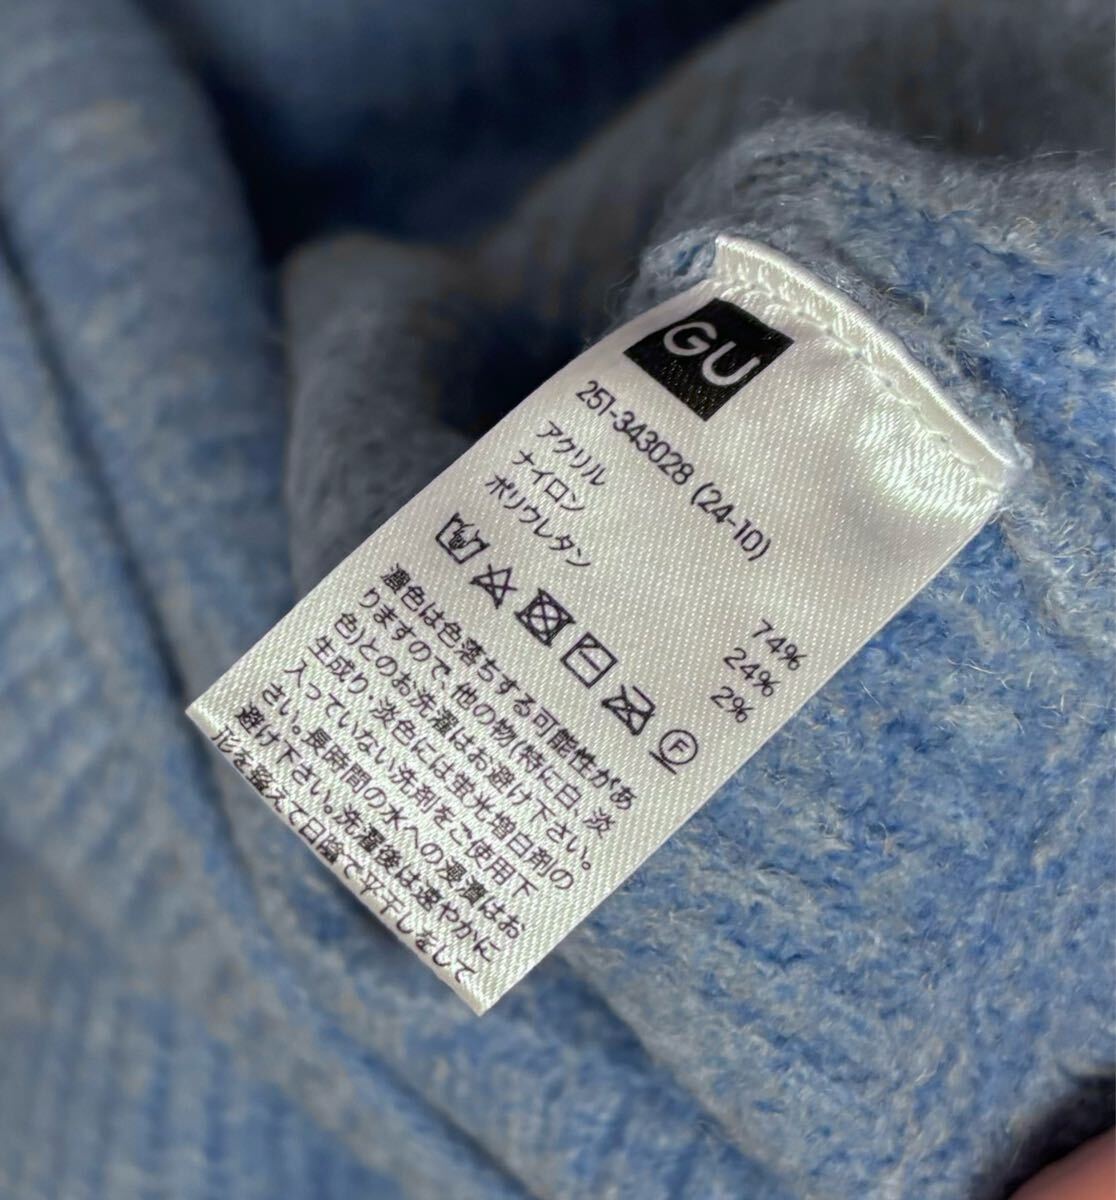 GU
251-343028 (24-10)
アクリル 74%
ナイロン 24%
ポリウレタン 2%
F
濃色は色落ちする可能性があ
りますので、他の物(特に白、淡
色)とのお洗濯はお避け下さい。
生成り・淡色には蛍光増白剤の
入っていない洗剤をご使用下
さい。長時間の水への浸漬はお
避け下さい。洗濯後は速やかに
形を整えて日陰で平干しをして